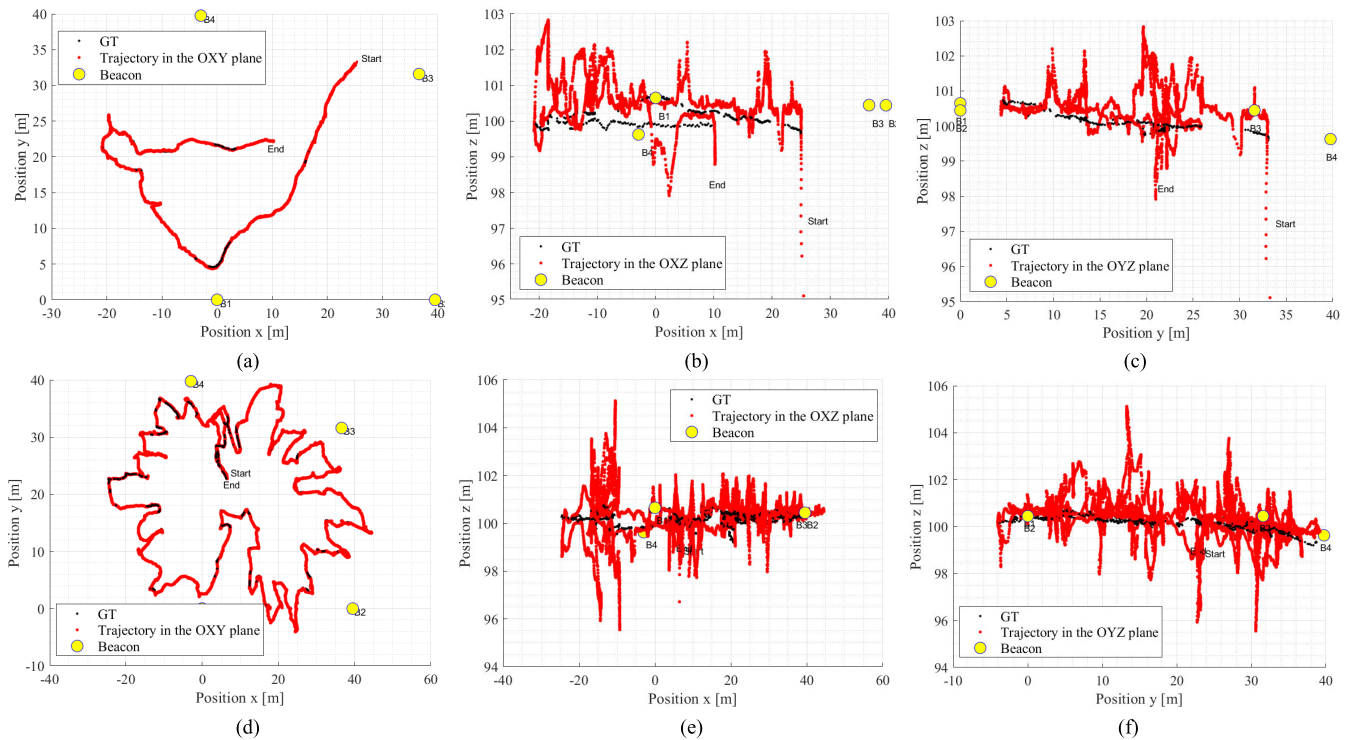 40
35
30
25
20
15
10
5
0
Position y [m]
-30
-20
-10
0
10
20
30
40
Position x [m]
GT
Trajectory in the OXY plane
Beacon
B4
B3
B1
Start
End
(a)
103
102
101
100
99
98
97
96
95
Position z [m]
-20
-10
0
10
20
30
40
Position x [m]
GT
Trajectory in the OXZ plane
Beacon
B1
B4
B3
End
Start
(b)
103
102
101
100
99
98
97
96
95
Position z [m]
0
5
10
15
20
25
30
35
40
Position y [m]
GT
Trajectory in the OYZ plane
Beacon
B1
B2
B3
B4
End
Start
(c)
40
30
20
10
0
-10
Position y [m]
-40
-20
0
20
40
60
Position x [m]
GT
Trajectory in the OXY plane
Beacon
B4
B3
B2
Start
End
(d)
106
104
102
100
98
96
94
Position z [m]
-40
-20
0
20
40
60
Position x [m]
GT
Trajectory in the OXZ plane
Beacon
B4
B3
B2
(e)
106
104
102
100
98
96
94
Position z [m]
-10
0
10
20
30
40
Position y [m]
GT
Trajectory in the OYZ plane
Beacon
B2
B4
Start
(f)